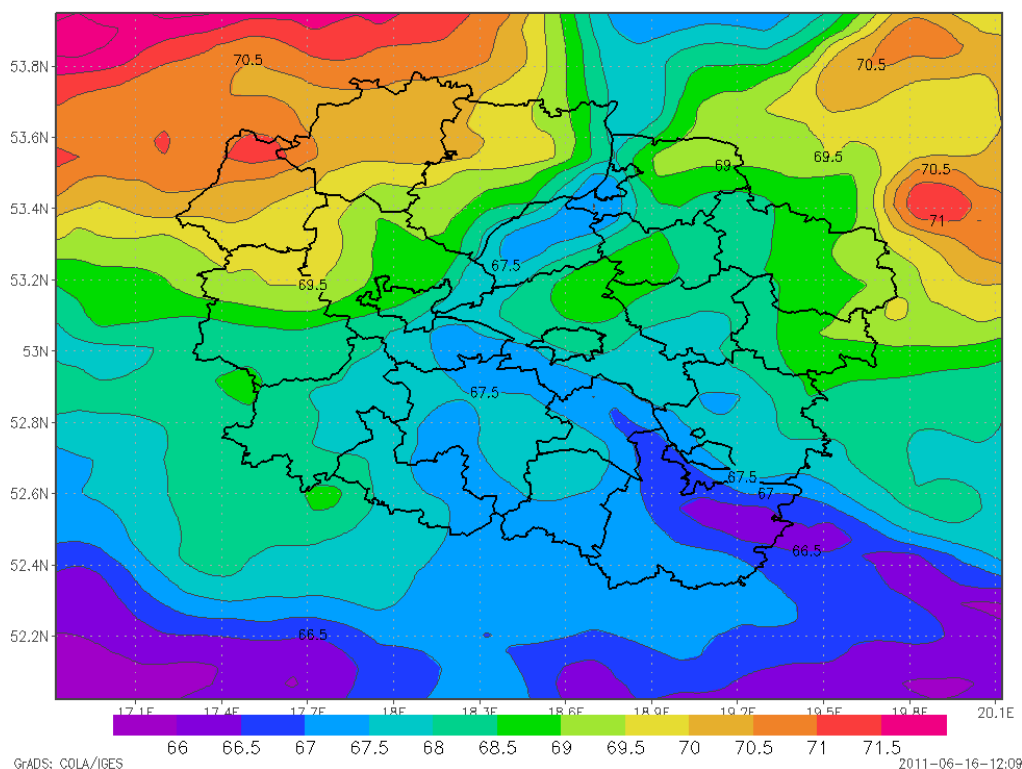 70.5
53.8N
70.5
53.6N
69.5
69
70.5
53.4N
71
67.5
53.2N
69.5
53N
67.5
52.8N
67.5
52.6N
67
66.5
52.4N
52.2N
66.5
17.1E 17.4E 17.7E 18E 18.3E 18.6E 18.9E 19.2E 19.5E 19.8E 20.1E
66 66.5 67 67.5 68 68.5 69 69.5 70 70.5 71 71.5
GrADS: COLA/IGES 2011-06-16-12:09